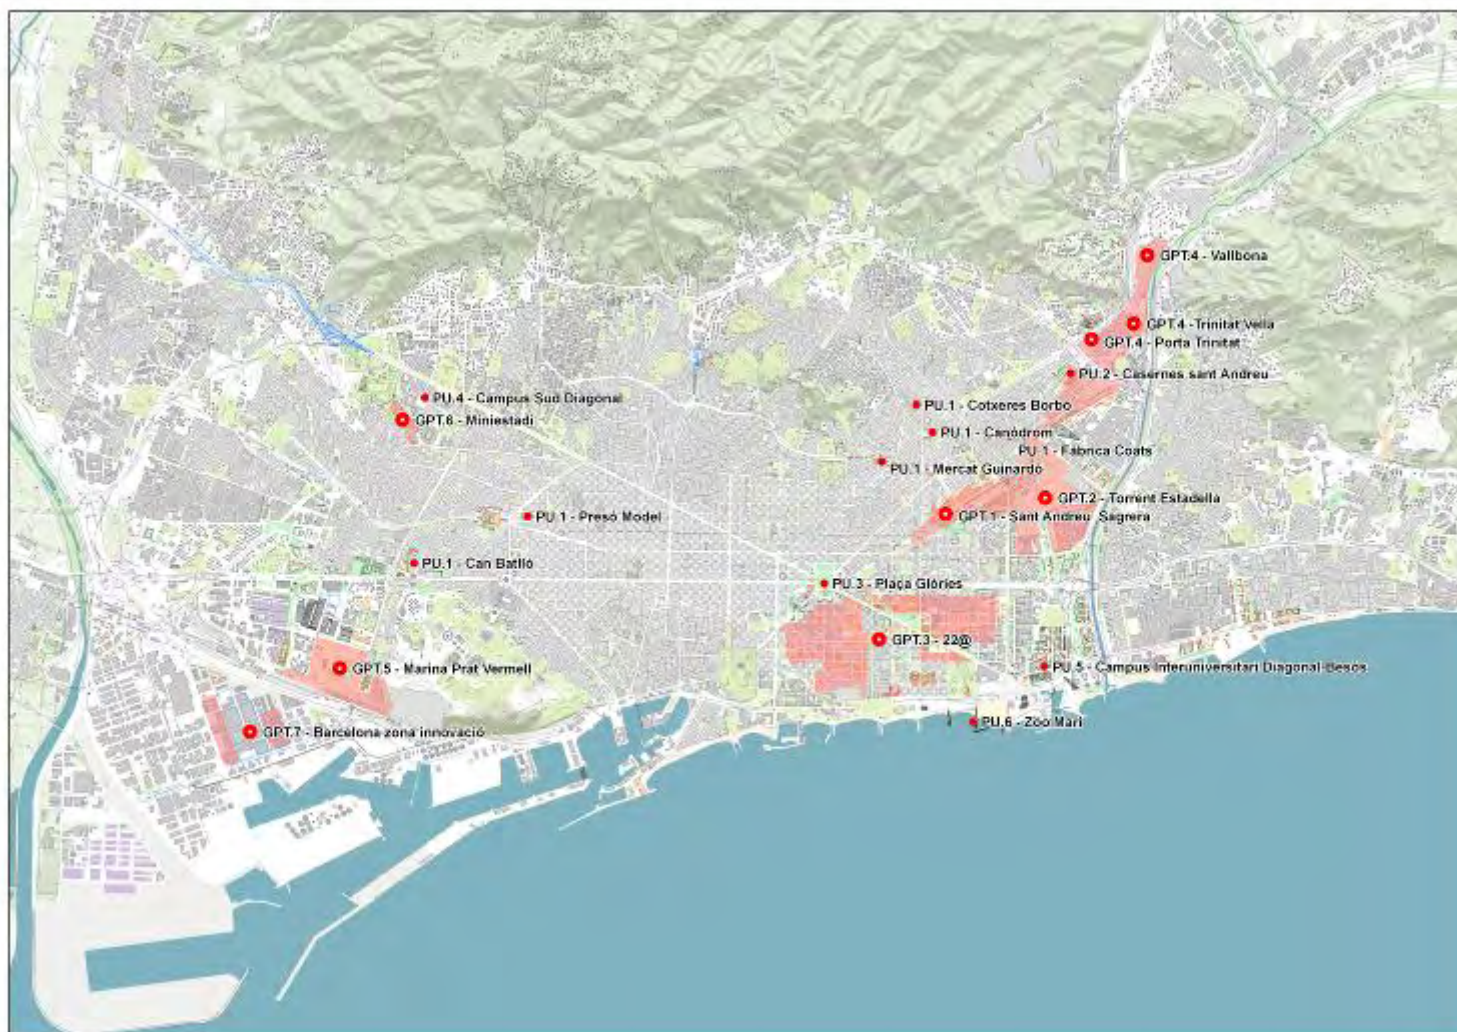 GPT.4 - Vallbona
GPT.4 - Trinitat Vella
GPT.4 - Porta Trinitat
PU.2 - Casernes sant Andreu
PU.4 - Campus Sud Diagonal
PU.1 - Cotxeres Borbó
GPT.6 - Miniestadi
PU.1 - Canòdrom
PU.1 - Fàbrica Coats
PU.1 - Mercat Guinardó
GPT.2 - Torrent Estadella
GPT.1 - Sant Andreu Sagrera
PU.1 - Presó Model
PU.1 - Can Batlló
PU.3 - Plaça Glòries
GPT.3 - 22@
GPT.5 - Marina Prat Vermell
PU.5 - Campus Interuniversitari Diagonal-Besòs
PU.6 - Zoo Marí
GPT.7 - Barcelona zona innovació